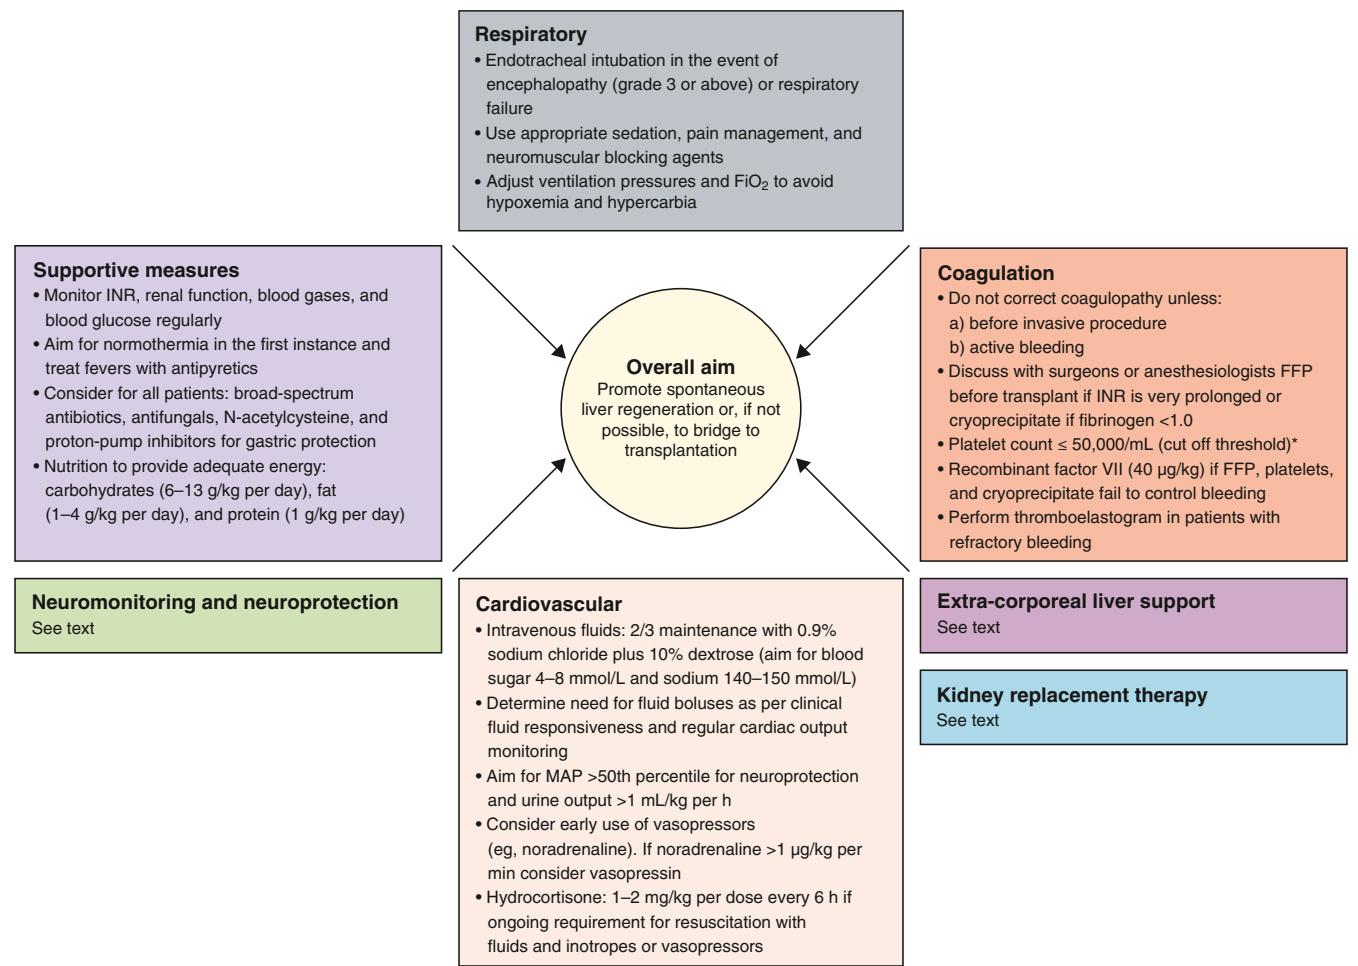 Respiratory
• Endotracheal intubation in the event of
encephalopathy (grade 3 or above) or respiratory
failure
• Use appropriate sedation, pain management, and
neuromuscular blocking agents
• Adjust ventilation pressures and FiO₂ to avoid
hypoxemia and hypercarbia
Supportive measures
• Monitor INR, renal function, blood gases, and
blood glucose regularly
• Aim for normothermia in the first instance and
treat fevers with antipyretics
• Consider for all patients: broad-spectrum
antibiotics, antifungals, N-acetylcysteine, and
proton-pump inhibitors for gastric protection
• Nutrition to provide adequate energy:
carbohydrates (6–13 g/kg per day), fat
(1–4 g/kg per day), and protein (1 g/kg per day)
Overall aim
Promote spontaneous
liver regeneration or, if not
possible, to bridge to
transplantation
Coagulation
• Do not correct coagulopathy unless:
a) before invasive procedure
b) active bleeding
• Discuss with surgeons or anesthesiologists FFP
before transplant if INR is very prolonged or
cryoprecipitate if fibrinogen <1.0
• Platelet count ≤ 50,000/mL (cut off threshold)*
• Recombinant factor VII (40 µg/kg) if FFP, platelets,
and cryoprecipitate fail to control bleeding
• Perform thromboelastogram in patients with
refractory bleeding
Neuromonitoring and neuroprotection
See text
Cardiovascular
• Intravenous fluids: 2/3 maintenance with 0.9%
sodium chloride plus 10% dextrose (aim for blood
sugar 4–8 mmol/L and sodium 140–150 mmol/L)
• Determine need for fluid boluses as per clinical
fluid responsiveness and regular cardiac output
monitoring
• Aim for MAP >50th percentile for neuroprotection
and urine output >1 mL/kg per h
• Consider early use of vasopressors
(eg, noradrenaline). If noradrenaline >1 µg/kg per
min consider vasopressin
• Hydrocortisone: 1–2 mg/kg per dose every 6 h if
ongoing requirement for resuscitation with
fluids and inotropes or vasopressors
Extra-corporeal liver support
See text
Kidney replacement therapy
See text